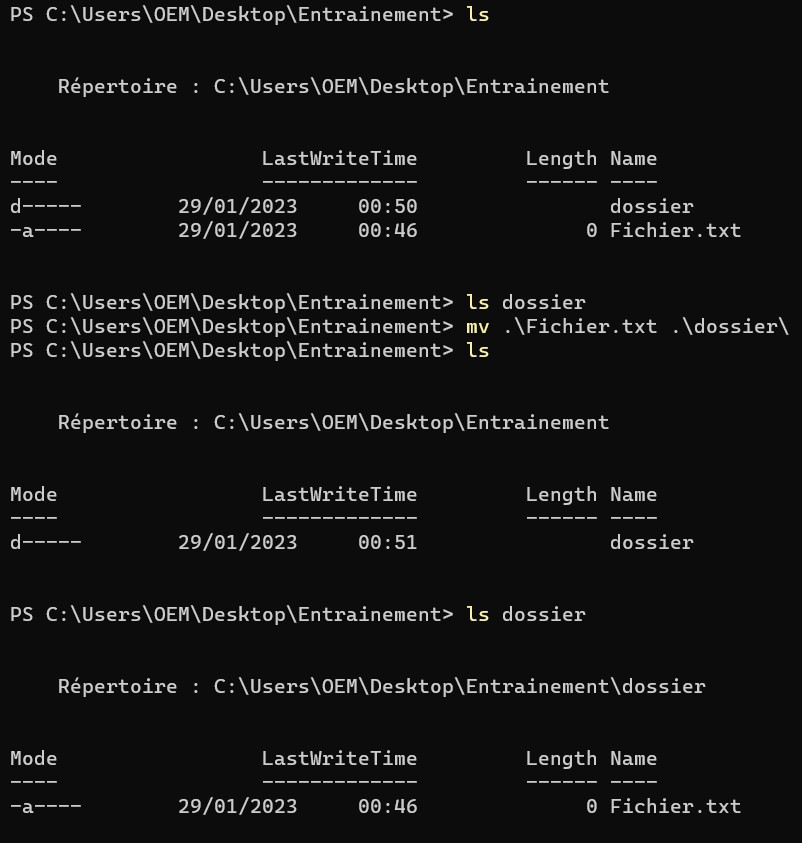 PS C:\Users\OEM\Desktop\Entrainement> ls
Répertoire : C:\Users\OEM\Desktop\Entrainement
Mode                 LastWriteTime         Length Name
----                 -------------         ------ ----
d-----        29/01/2023     00:50                dossier
-a----        29/01/2023     00:46              0 Fichier.txt
PS C:\Users\OEM\Desktop\Entrainement> ls dossier
PS C:\Users\OEM\Desktop\Entrainement> mv .\Fichier.txt .\dossier\
PS C:\Users\OEM\Desktop\Entrainement> ls
Répertoire : C:\Users\OEM\Desktop\Entrainement
Mode                 LastWriteTime         Length Name
----                 -------------         ------ ----
d-----        29/01/2023     00:51                dossier
PS C:\Users\OEM\Desktop\Entrainement> ls dossier
Répertoire : C:\Users\OEM\Desktop\Entrainement\dossier
Mode                 LastWriteTime         Length Name
----                 -------------         ------ ----
-a----        29/01/2023     00:46              0 Fichier.txt